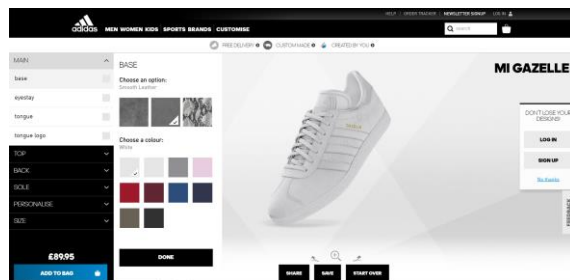 HELP | ORDER TRACKER | NEWSLETTER SIGNUP LOG IN
adidas MEN WOMEN KIDS SPORTS BRANDS CUSTOMISE
FREE DELIVERY CUSTOM MADE CREATED BY YOU
MAIN
base
eyestay
tongue
tongue logo
TOP
BACK
SOLE
PERSONALISE
SIZE
£89.95
ADD TO BAG
BASE
Choose an option:
Smooth Leather
Choose a colour:
White
DONE
MI GAZELLE
DON'T LOSE YOUR
DESIGNS!
LOG IN
SIGN UP
No thanks
SHARE
SAVE
START OVER